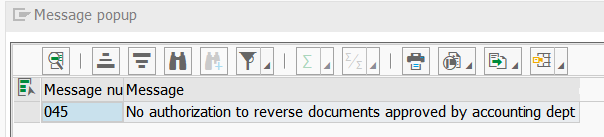 Message popup
Message nu Message
045 No authorization to reverse documents approved by accounting dept